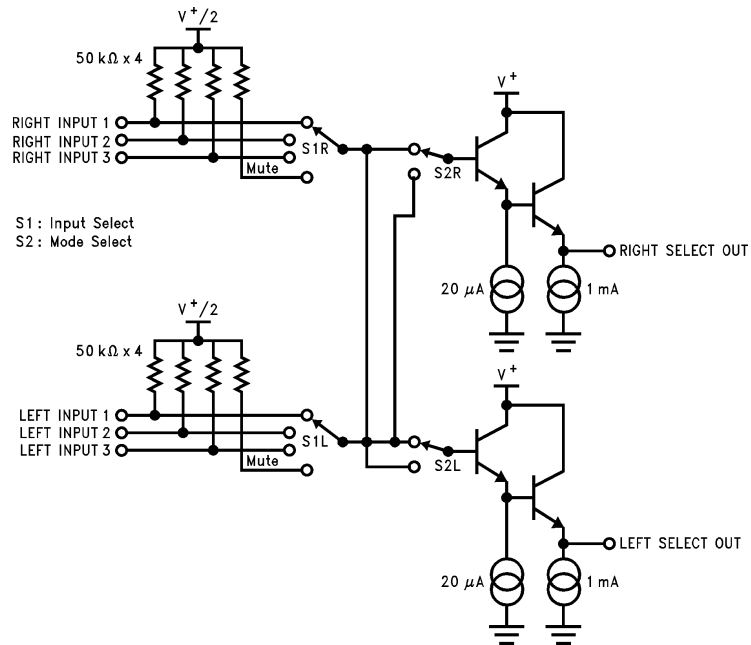 V+/2
50 kΩ x 4
RIGHT INPUT 1
RIGHT INPUT 2
RIGHT INPUT 3
Mute
S1R
S2R
V+
20 μA
1 mA
RIGHT SELECT OUT
S1: Input Select
S2: Mode Select
V+/2
50 kΩ x 4
LEFT INPUT 1
LEFT INPUT 2
LEFT INPUT 3
Mute
S1L
S2L
V+
20 μA
1 mA
LEFT SELECT OUT